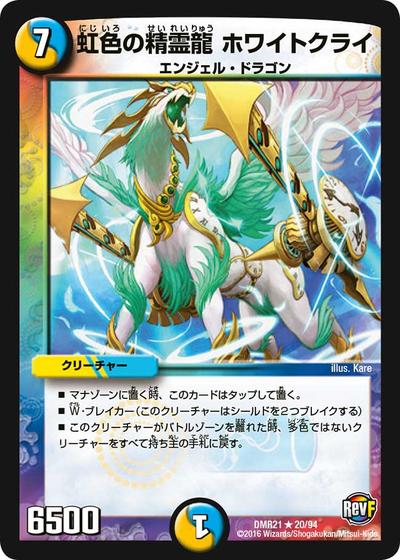 7
にじいろ せいれいりゅう
虹色の精霊龍 ホワイトクライ
エンジェル・ドラゴン
クリーチャー
illus. Kare
■ マナゾーンに置く時、このカードはタップして置く。
■ W・ブレイカー(このクリーチャーはシールドを2つブレイクする)
■ このクリーチャーがバトルゾーンを離れた時、多色ではないク
リーチャーをすべて持ち主の手札に戻す。
6500
1
DMR21 ★ 20/94
©2016 Wizards/Shogakukan/Mitsui-Kids
RevF